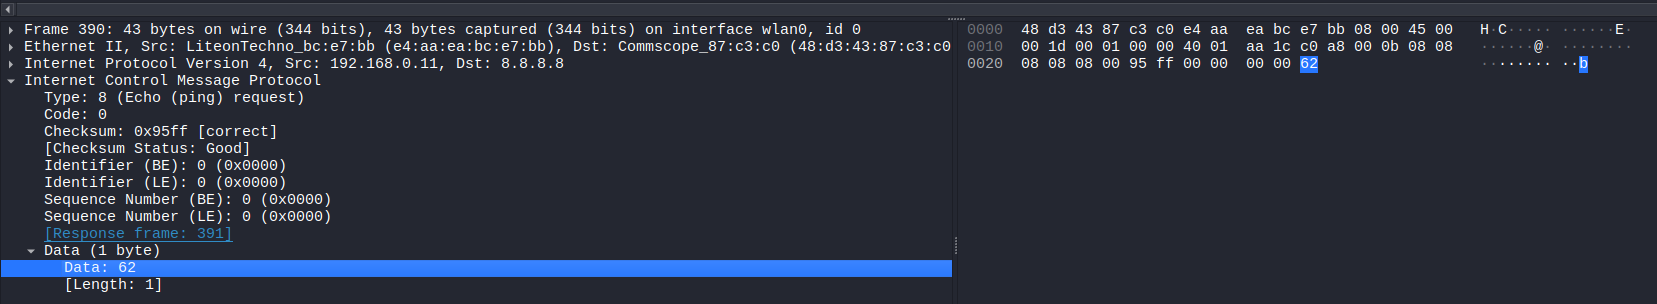 Frame 390: 43 bytes on wire (344 bits), 43 bytes captured (344 bits) on interface wlan0, id 0
Ethernet II, Src: LiteonTechno_bc:e7:bb (e4:aa:ea:bc:e7:bb), Dst: Commscope_87:c3:c0 (48:d3:43:87:c3:c0
Internet Protocol Version 4, Src: 192.168.0.11, Dst: 8.8.8.8
Internet Control Message Protocol
Type: 8 (Echo (ping) request)
Code: 0
Checksum: 0x95ff [correct]
[Checksum Status: Good]
Identifier (BE): 0 (0x0000)
Identifier (LE): 0 (0x0000)
Sequence Number (BE): 0 (0x0000)
Sequence Number (LE): 0 (0x0000)
[Response frame: 391]
Data (1 byte)
Data: 62
[Length: 1]
0000 48 d3 43 87 c3 c0 e4 aa ea bc e7 bb 08 00 45 00 H·C····· ······E·
0010 00 1d 00 01 00 00 40 01 aa 1c c0 a8 00 0b 08 08 ······@· ········
0020 08 08 08 00 95 ff 00 00 00 00 62 ········ ··b